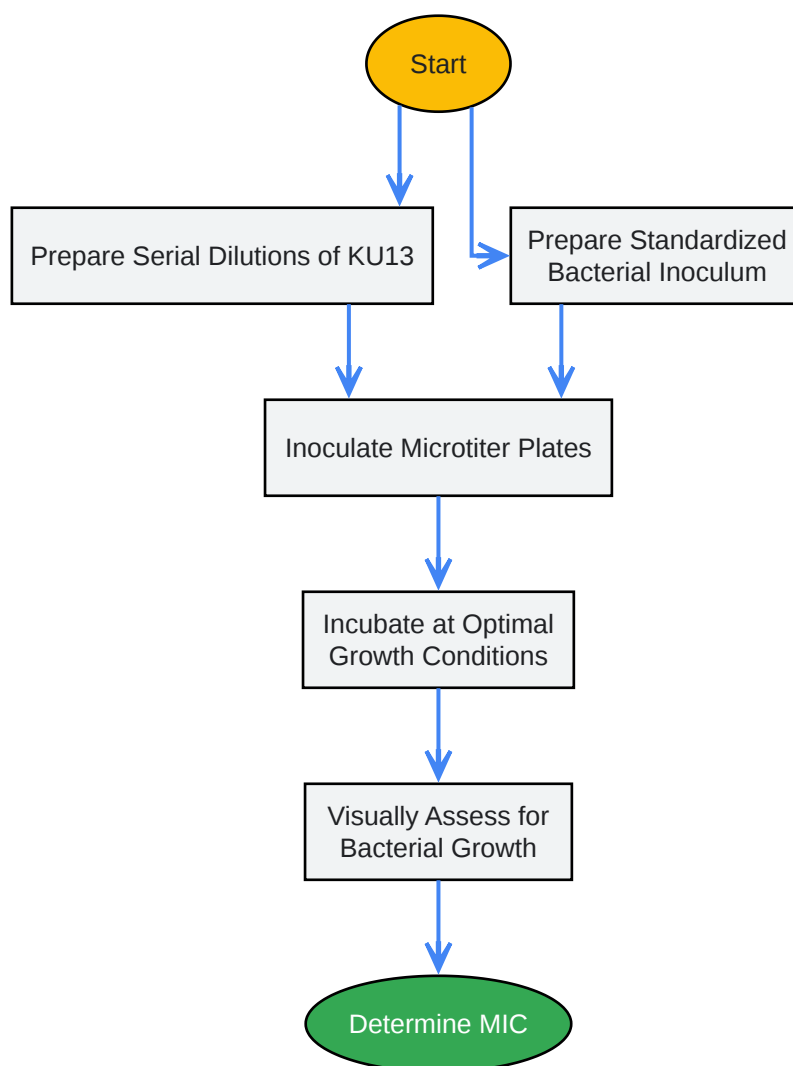 Start
Prepare Serial Dilutions of KU13
Prepare Standardized
Bacterial Inoculum
Inoculate Microtiter Plates
Incubate at Optimal
Growth Conditions
Visually Assess for
Bacterial Growth
Determine MIC